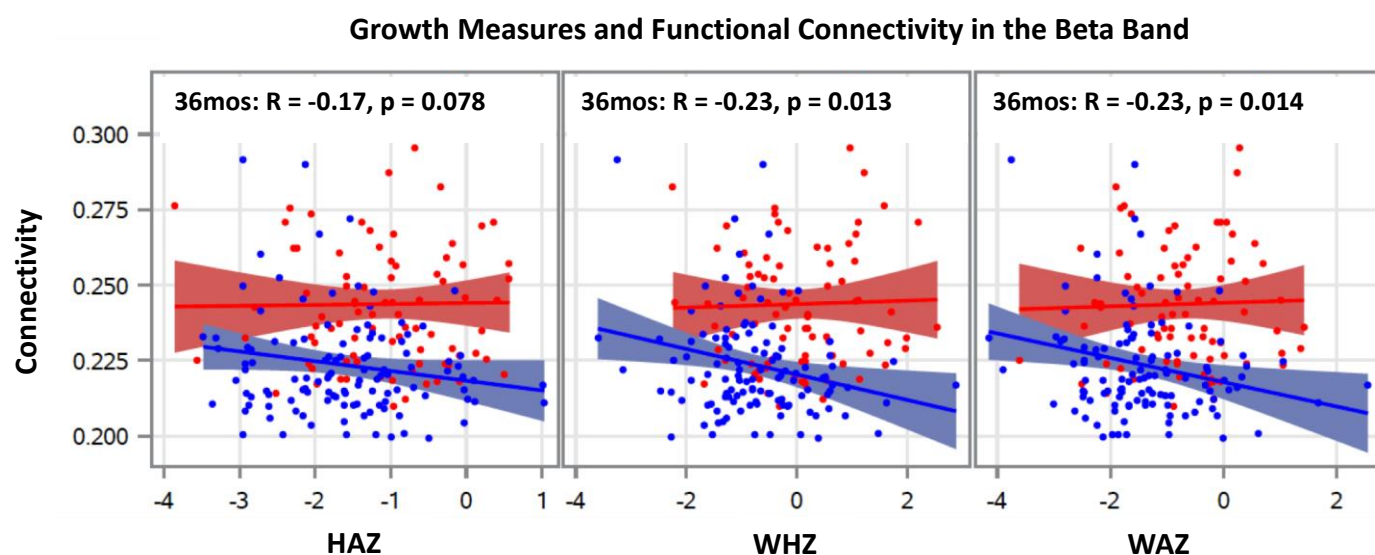 Growth Measures and Functional Connectivity in the Beta Band
36mos: R = -0.17, p = 0.078
36mos: R = -0.23, p = 0.013
36mos: R = -0.23, p = 0.014
Connectivity
0.300
0.275
0.250
0.225
0.200
-4 -3 -2 -1 0 1
-4 -2 0 2
-2 0 2
HAZ
WHZ
WAZ